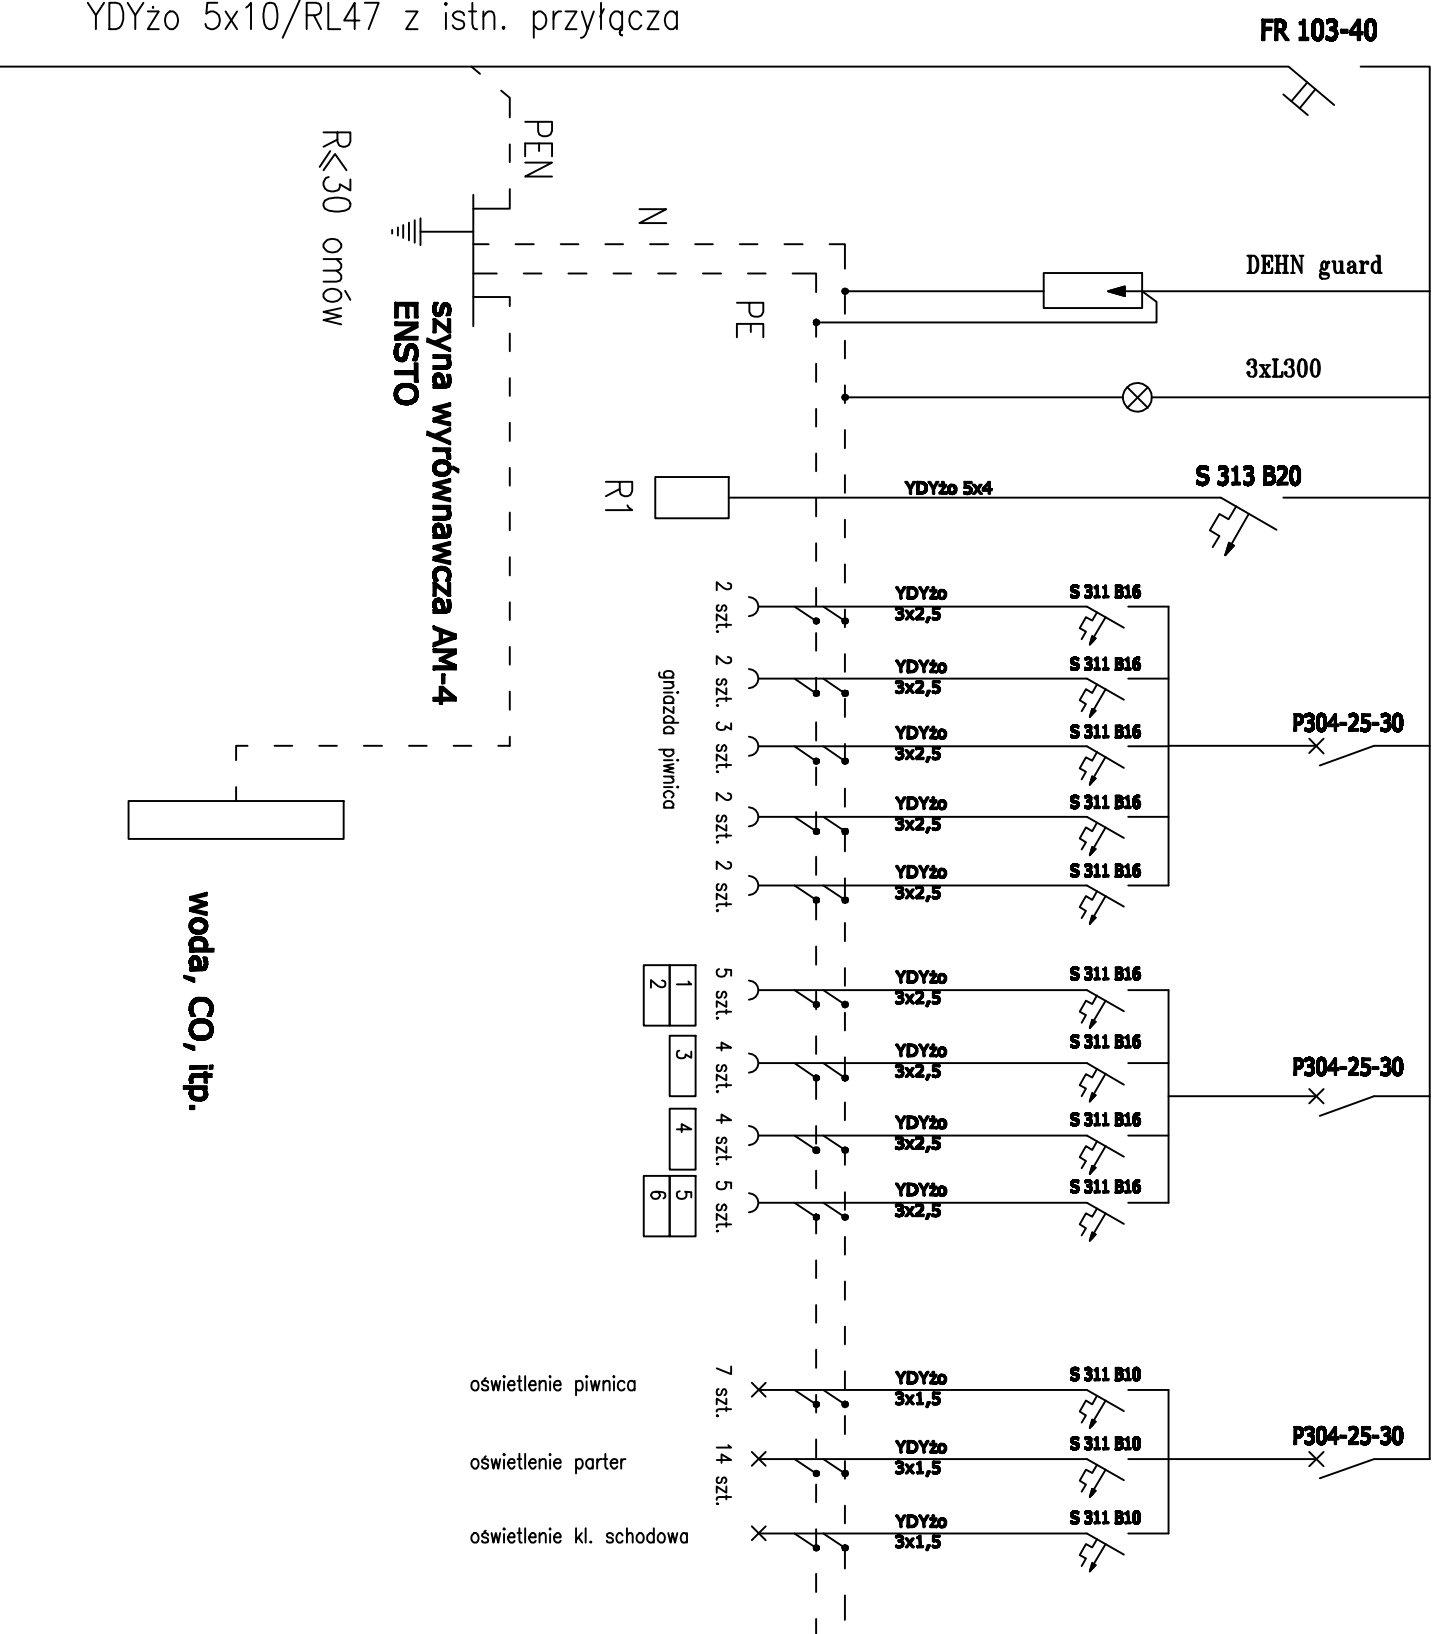 YDYżo 5x10/RL47 z istn. przyłącza
FR 103-40
PEN
R≤30 omów
N
szyna wyrównawcza AM-4
ENSTO
PE
DEHN guard
3xL300
R1
YDYżo 5x4
S 313 B20
2 szt.
YDYżo
3x2,5
S 311 B16
2 szt.
YDYżo
3x2,5
S 311 B16
gniazda piwnica
3 szt.
YDYżo
3x2,5
S 311 B16
P304-25-30
2 szt.
YDYżo
3x2,5
S 311 B16
2 szt.
YDYżo
3x2,5
S 311 B16
woda, CO, itp.
1
2
5 szt.
YDYżo
3x2,5
S 311 B16
3
4 szt.
YDYżo
3x2,5
S 311 B16
P304-25-30
4
4 szt.
YDYżo
3x2,5
S 311 B16
5
6
5 szt.
YDYżo
3x2,5
S 311 B16
oświetlenie piwnica
7 szt.
YDYżo
3x1,5
S 311 B10
oświetlenie parter
14 szt.
YDYżo
3x1,5
S 311 B10
P304-25-30
oświetlenie kl. schodowa
YDYżo
3x1,5
S 311 B10